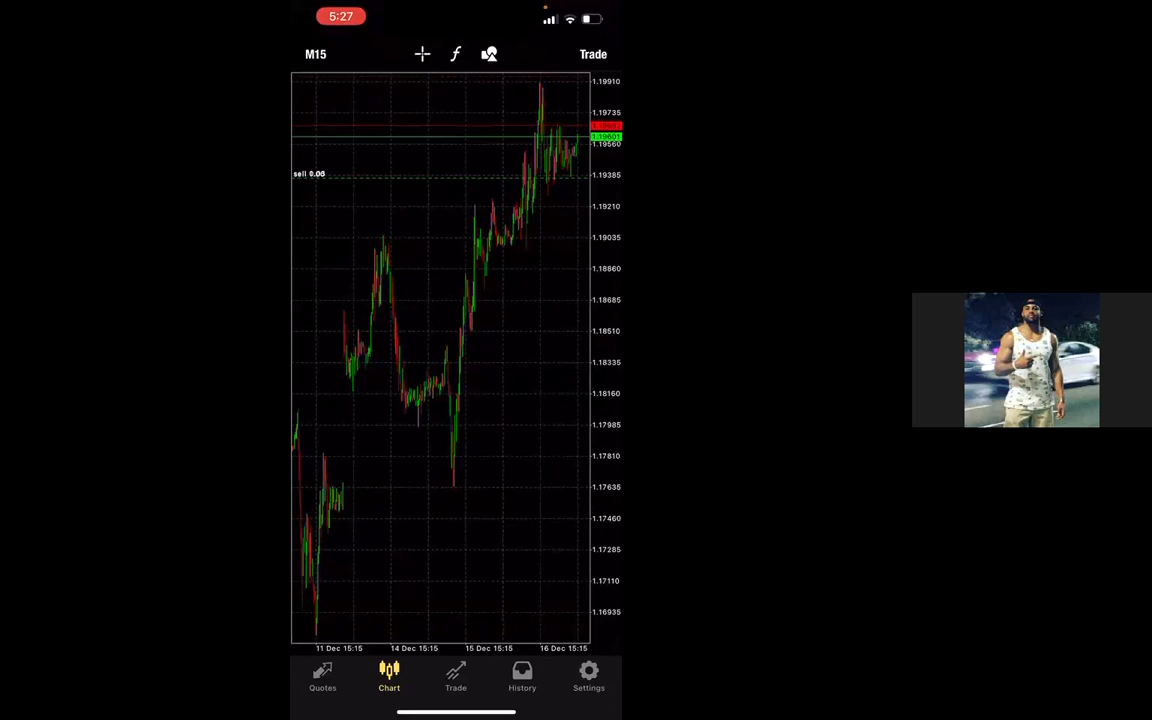 5:27
M15
Trade
1.19910
1.19735
1.19601
1.19560
sell 0.06
1.19385
1.19210
1.19035
1.18860
1.18685
1.18510
1.18335
1.18160
1.17985
1.17810
1.17635
1.17460
1.17285
1.17110
1.16935
11 Dec 15:15
14 Dec 15:15
15 Dec 15:15
16 Dec 15:15
Quotes
Chart
Trade
History
Settings